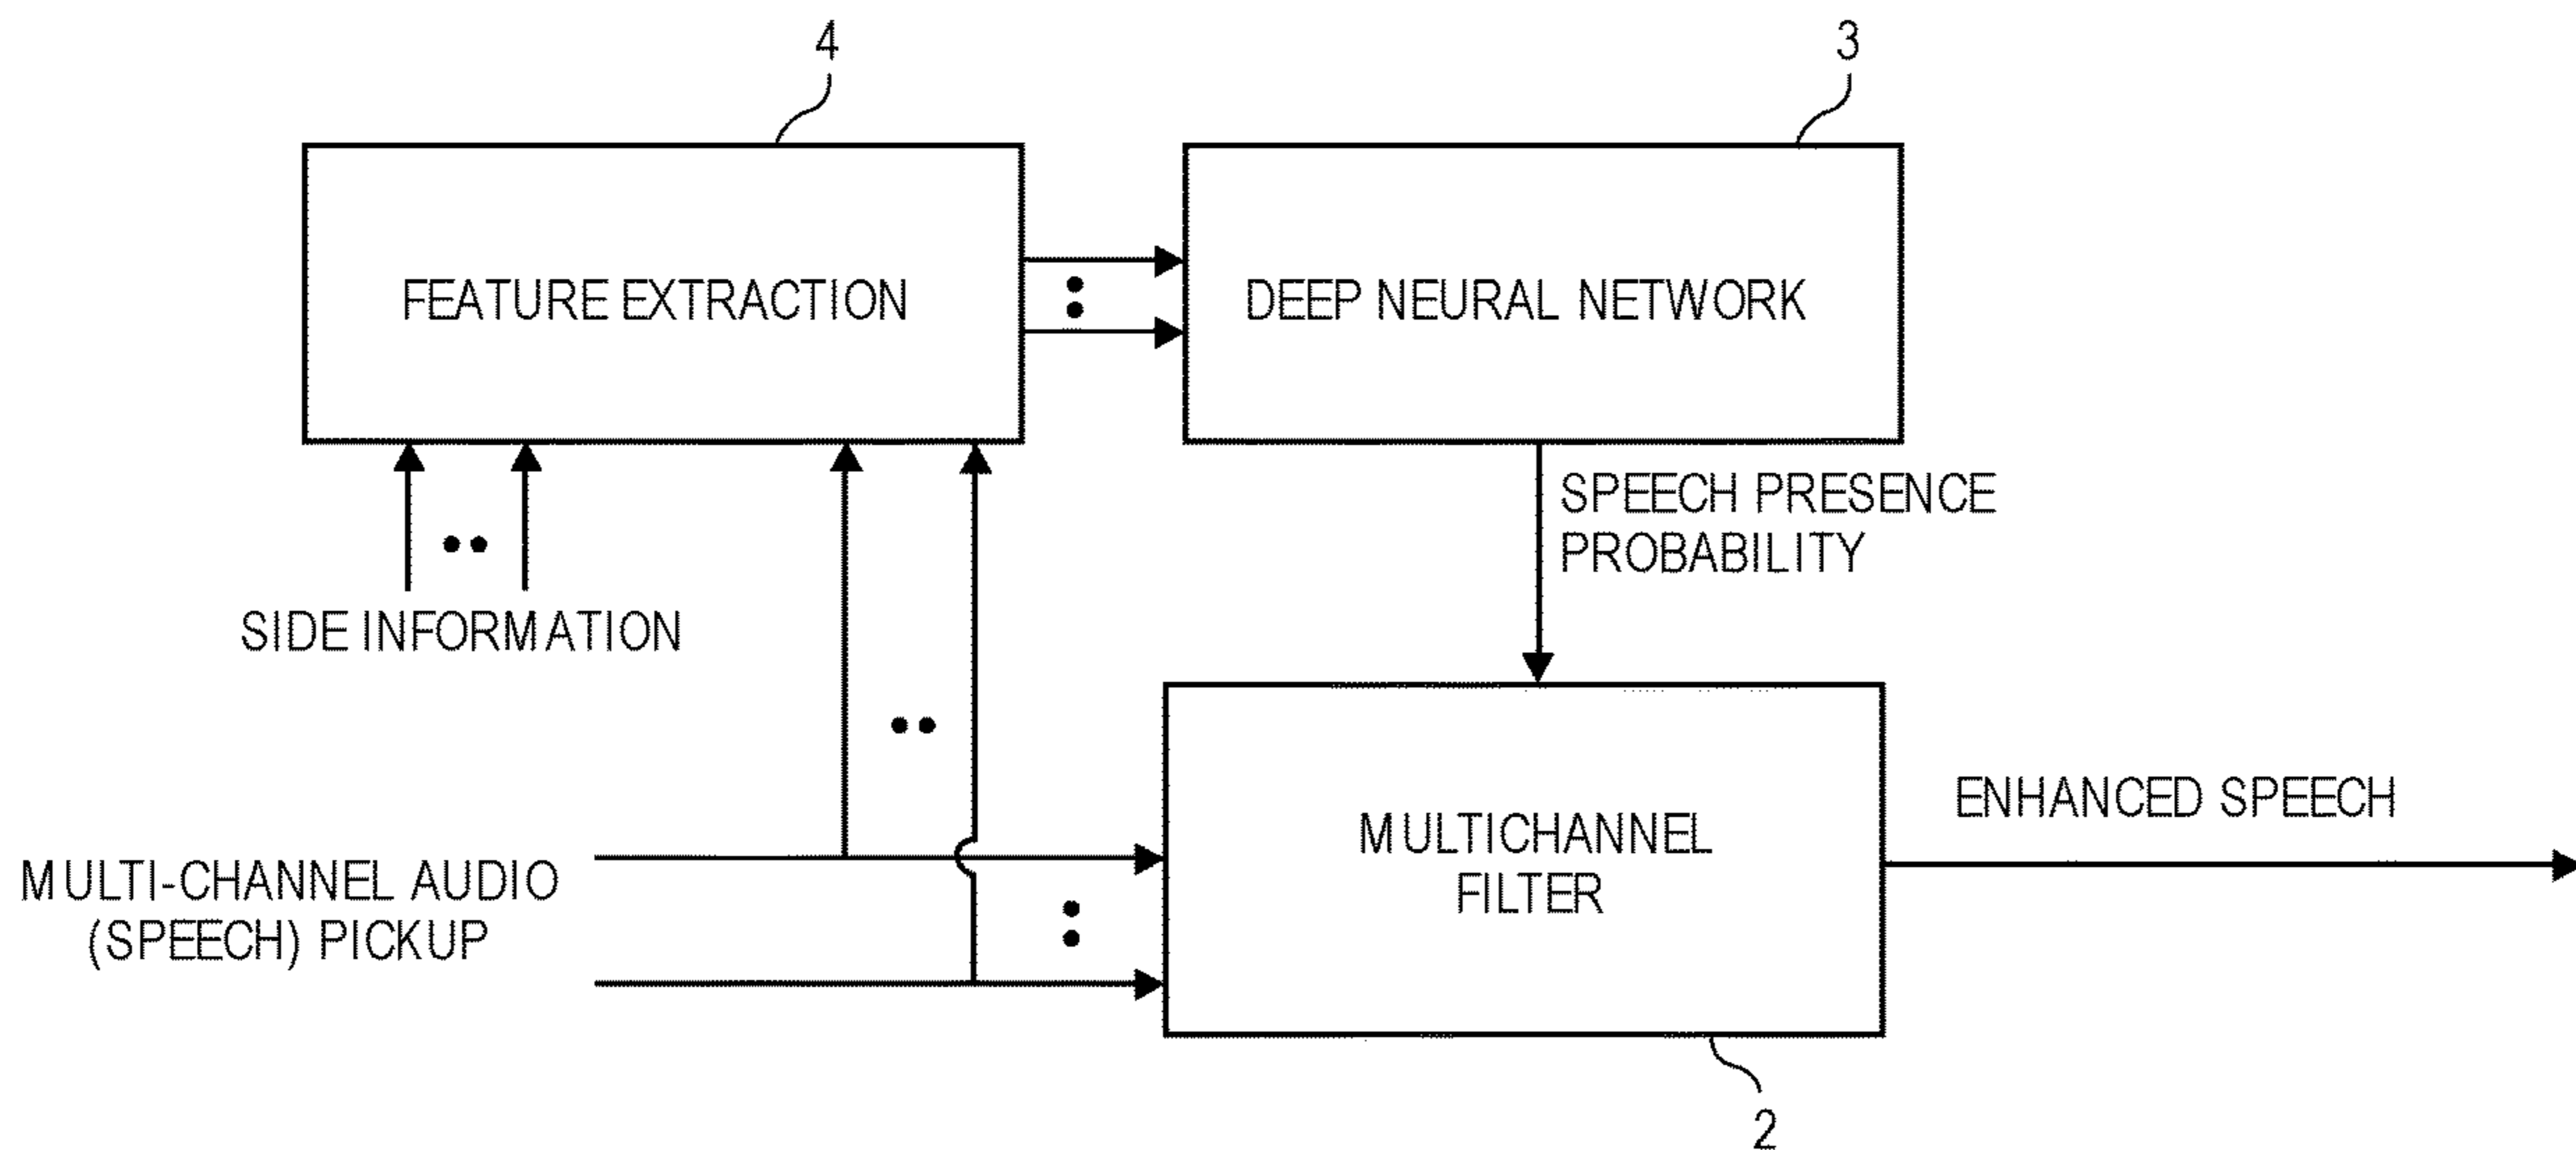 4
3
FEATURE EXTRACTION
DEEP NEURAL NETWORK
SPEECH PRESENCE
PROBABILITY
SIDE INFORMATION
MULTI-CHANNEL AUDIO
(SPEECH) PICKUP
MULTICHANNEL
FILTER
ENHANCED SPEECH
2